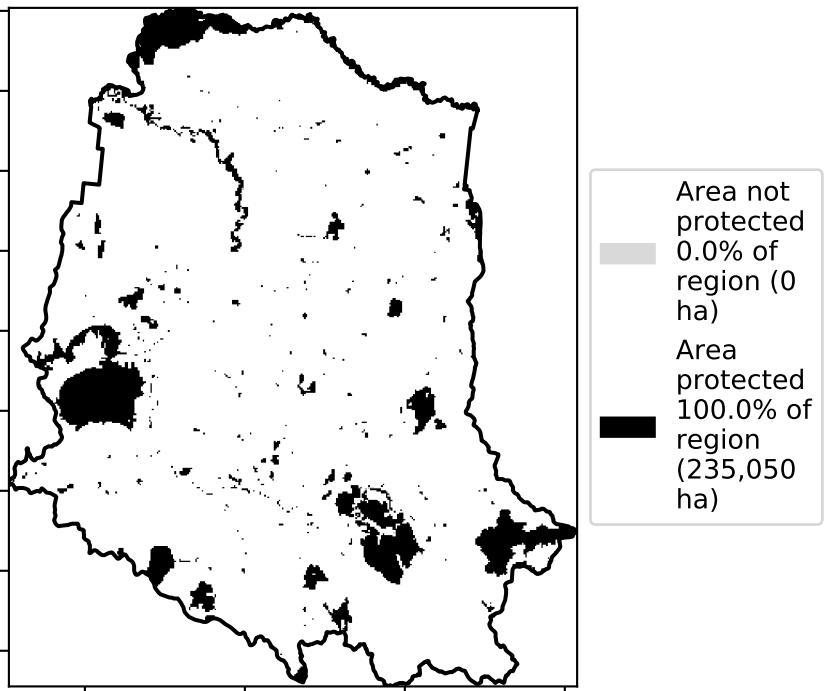 Area not
protected
0.0% of
region (0
ha)
Area
protected
100.0% of
region
(235,050
ha)